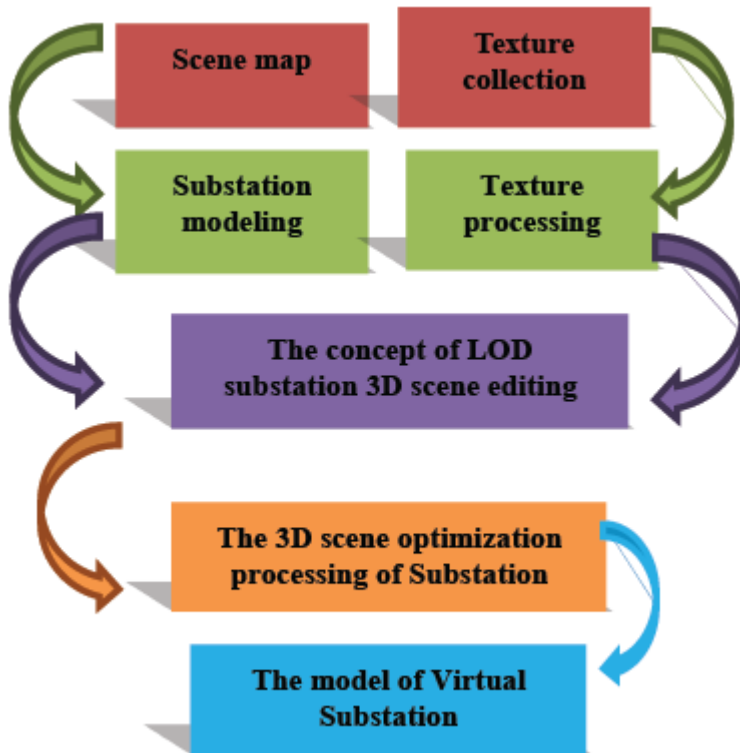 Scene map
Texture
collection
Substation
modeling
Texture
processing
The concept of LOD
substation 3D scene editing
The 3D scene optimization
processing of Substation
The model of Virtual
Substation